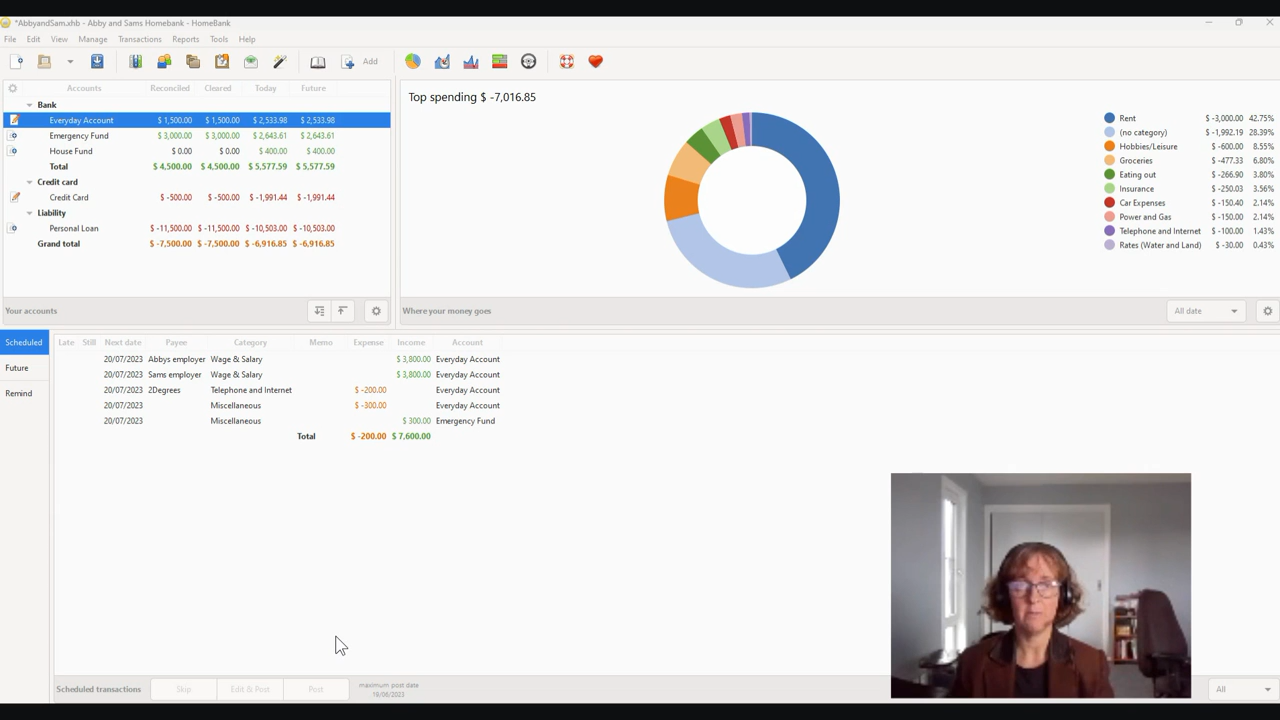 *AbbyandSam.xhb - Abby and Sams Homebank - HomeBank
File Edit View Manage Transactions Reports Tools Help
Add
Accounts Reconciled Cleared Today Future
Bank
Everyday Account $ 1,500.00 $ 1,500.00 $ 2,533.98 $ 2,533.98
Emergency Fund $ 3,000.00 $ 3,000.00 $ 2,643.61 $ 2,643.61
House Fund $ 0.00 $ 0.00 $ 400.00 $ 400.00
Total $ 4,500.00 $ 4,500.00 $ 5,577.59 $ 5,577.59
Credit card
Credit Card $ -500.00 $ -500.00 $ -1,991.44 $ -1,991.44
Liability
Personal Loan $ -11,500.00 $ -11,500.00 $ -10,503.00 $ -10,503.00
Grand total $ -7,500.00 $ -7,500.00 $ -6,916.85 $ -6,916.85
Your accounts
Top spending $ -7,016.85
Rent $ -3,000.00 42.75%
(no category) $ -1,992.19 28.39%
Hobbies/Leisure $ -600.00 8.55%
Groceries $ -477.33 6.80%
Eating out $ -266.90 3.80%
Insurance $ -250.03 3.56%
Car Expenses $ -150.40 2.14%
Power and Gas $ -150.00 2.14%
Telephone and Internet $ -100.00 1.43%
Rates (Water and Land) $ -30.00 0.43%
Where your money goes
All date
Scheduled
Future
Remind
Late Still Next date Payee Category Memo Expense Income Account
20/07/2023 Abbys employer Wage & Salary $ 3,800.00 Everyday Account
20/07/2023 Sams employer Wage & Salary $ 3,800.00 Everyday Account
20/07/2023 2Degrees Telephone and Internet $ -200.00 Everyday Account
20/07/2023 Miscellaneous $ -300.00 Everyday Account
20/07/2023 Miscellaneous $ 300.00 Emergency Fund
Total $ -200.00 $ 7,600.00
Scheduled transactions Skip Edit & Post Post
maximum post date
19/06/2023
All